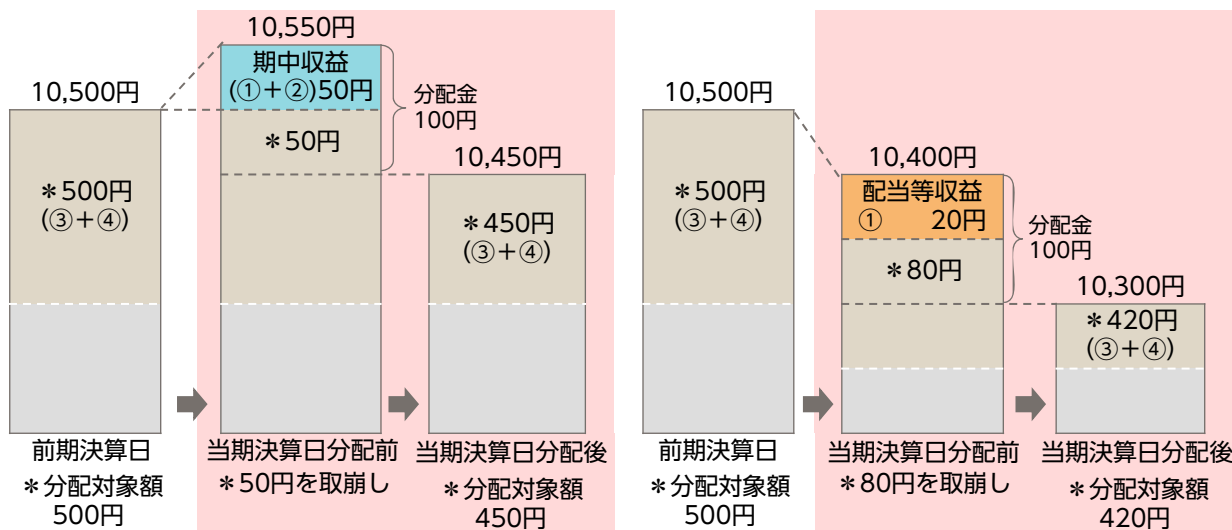 10,500円
＊500円
(③＋④)
前期決算日
＊分配対象額
500円
10,550円
期中収益
(①＋②)50円
＊50円
分配金
100円
当期決算日分配前
＊50円を取崩し
10,450円
＊450円
(③＋④)
当期決算日分配後
＊分配対象額
450円
10,500円
＊500円
(③＋④)
前期決算日
＊分配対象額
500円
10,400円
配当等収益
① 20円
＊80円
分配金
100円
当期決算日分配前
＊80円を取崩し
10,300円
＊420円
(③＋④)
当期決算日分配後
＊分配対象額
420円